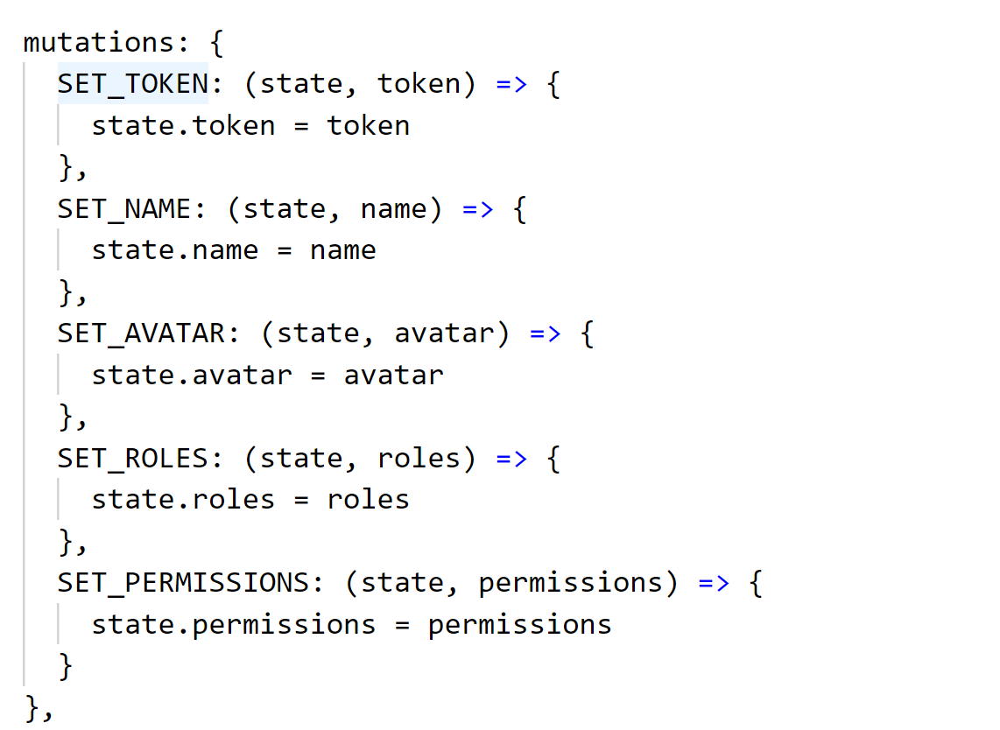 mutations: {
  SET_TOKEN: (state, token) => {
    state.token = token
  },
  SET_NAME: (state, name) => {
    state.name = name
  },
  SET_AVATAR: (state, avatar) => {
    state.avatar = avatar
  },
  SET_ROLES: (state, roles) => {
    state.roles = roles
  },
  SET_PERMISSIONS: (state, permissions) => {
    state.permissions = permissions
  }
},